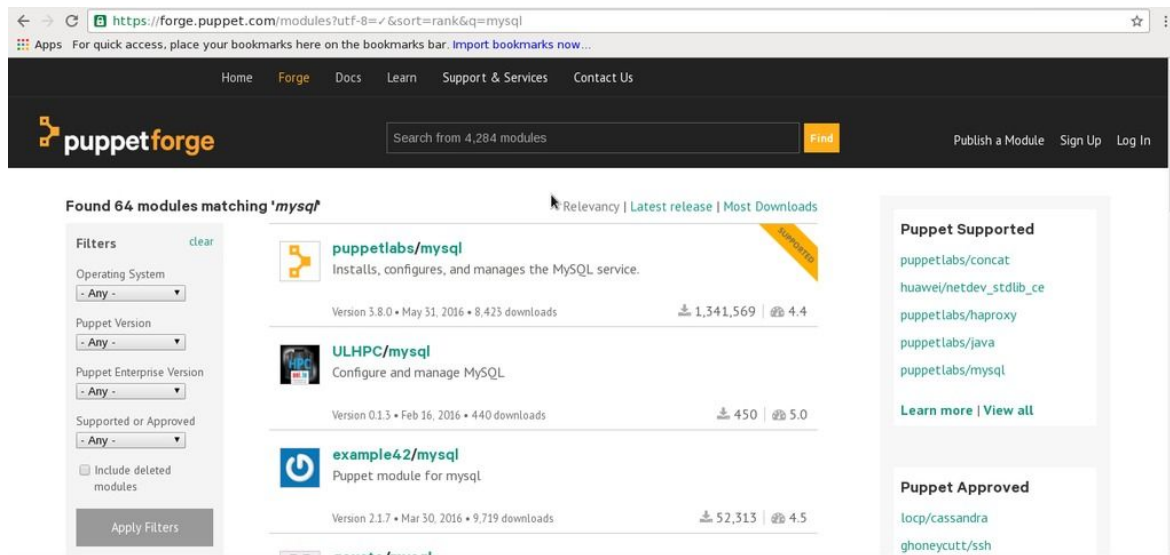 https://forge.puppet.com/modules?utf-8=✓&sort=rank&q=mysql
Apps For quick access, place your bookmarks here on the bookmarks bar. Import bookmarks now...
Home Forge Docs Learn Support & Services Contact Us
puppetforge
Search from 4,284 modules
Find
Publish a Module Sign Up Log In
Found 64 modules matching 'mysql'
Relevancy | Latest release | Most Downloads
Filters clear
Operating System
- Any -
Puppet Version
- Any -
Puppet Enterprise Version
- Any -
Supported or Approved
- Any -
Include deleted
modules
Apply Filters
puppetlabs/mysql
SUPPORTED
Installs, configures, and manages the MySQL service.
Version 3.8.0 • May 31, 2016 • 8,423 downloads 1,341,569 | 4.4
ULHPC/mysql
HPC
Configure and manage MySQL
Version 0.1.3 • Feb 16, 2016 • 440 downloads 450 | 5.0
example42/mysql
Puppet module for mysql
Version 2.1.7 • Mar 30, 2016 • 9,719 downloads 52,313 | 4.5
Puppet Supported
puppetlabs/concat
huawei/netdev_stdlib_ce
puppetlabs/haproxy
puppetlabs/java
puppetlabs/mysql
Learn more | View all
Puppet Approved
locp/cassandra
ghoneycutt/ssh